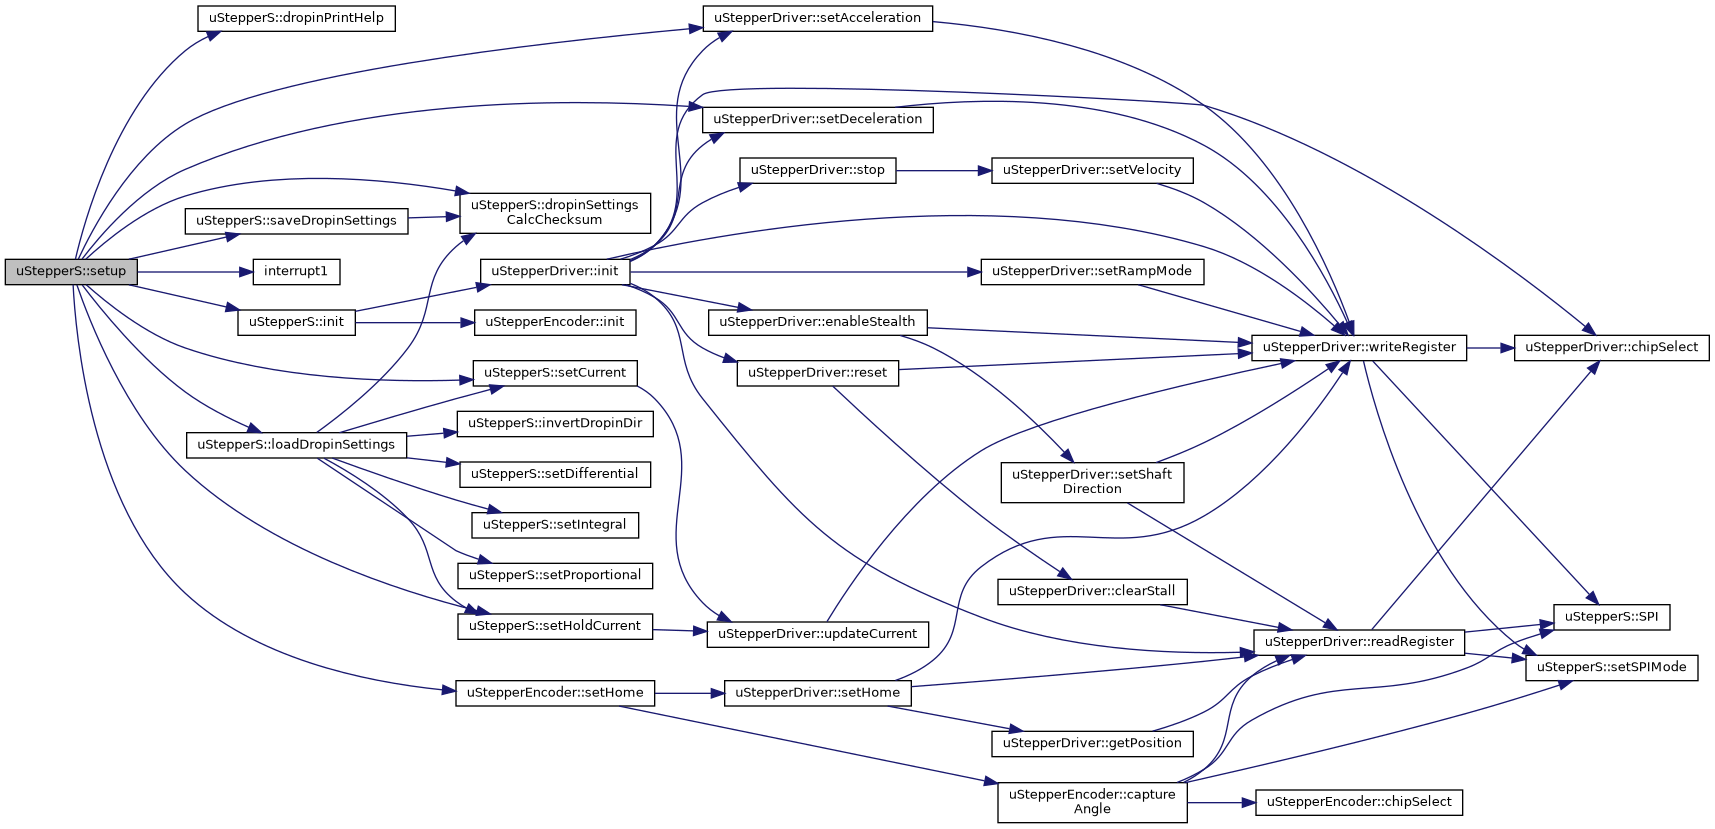 uStepperS::dropinPrintHelp
uStepperDriver::setAcceleration
uStepperDriver::setDeceleration
uStepperDriver::stop
uStepperDriver::setVelocity
uStepperS::dropinSettings
CalcChecksum
uStepperS::saveDropinSettings
uStepperS::setup
interrupt1
uStepperDriver::init
uStepperDriver::setRampMode
uStepperS::init
uStepperEncoder::init
uStepperDriver::enableStealth
uStepperDriver::writeRegister
uStepperDriver::chipSelect
uStepperS::setCurrent
uStepperDriver::reset
uStepperS::invertDropinDir
uStepperS::loadDropinSettings
uStepperS::setDifferential
uStepperDriver::setShaft
Direction
uStepperS::setIntegral
uStepperS::setProportional
uStepperDriver::clearStall
uStepperS::SPI
uStepperS::setHoldCurrent
uStepperDriver::updateCurrent
uStepperDriver::readRegister
uStepperS::setSPIMode
uStepperEncoder::setHome
uStepperDriver::setHome
uStepperDriver::getPosition
uStepperEncoder::capture
Angle
uStepperEncoder::chipSelect